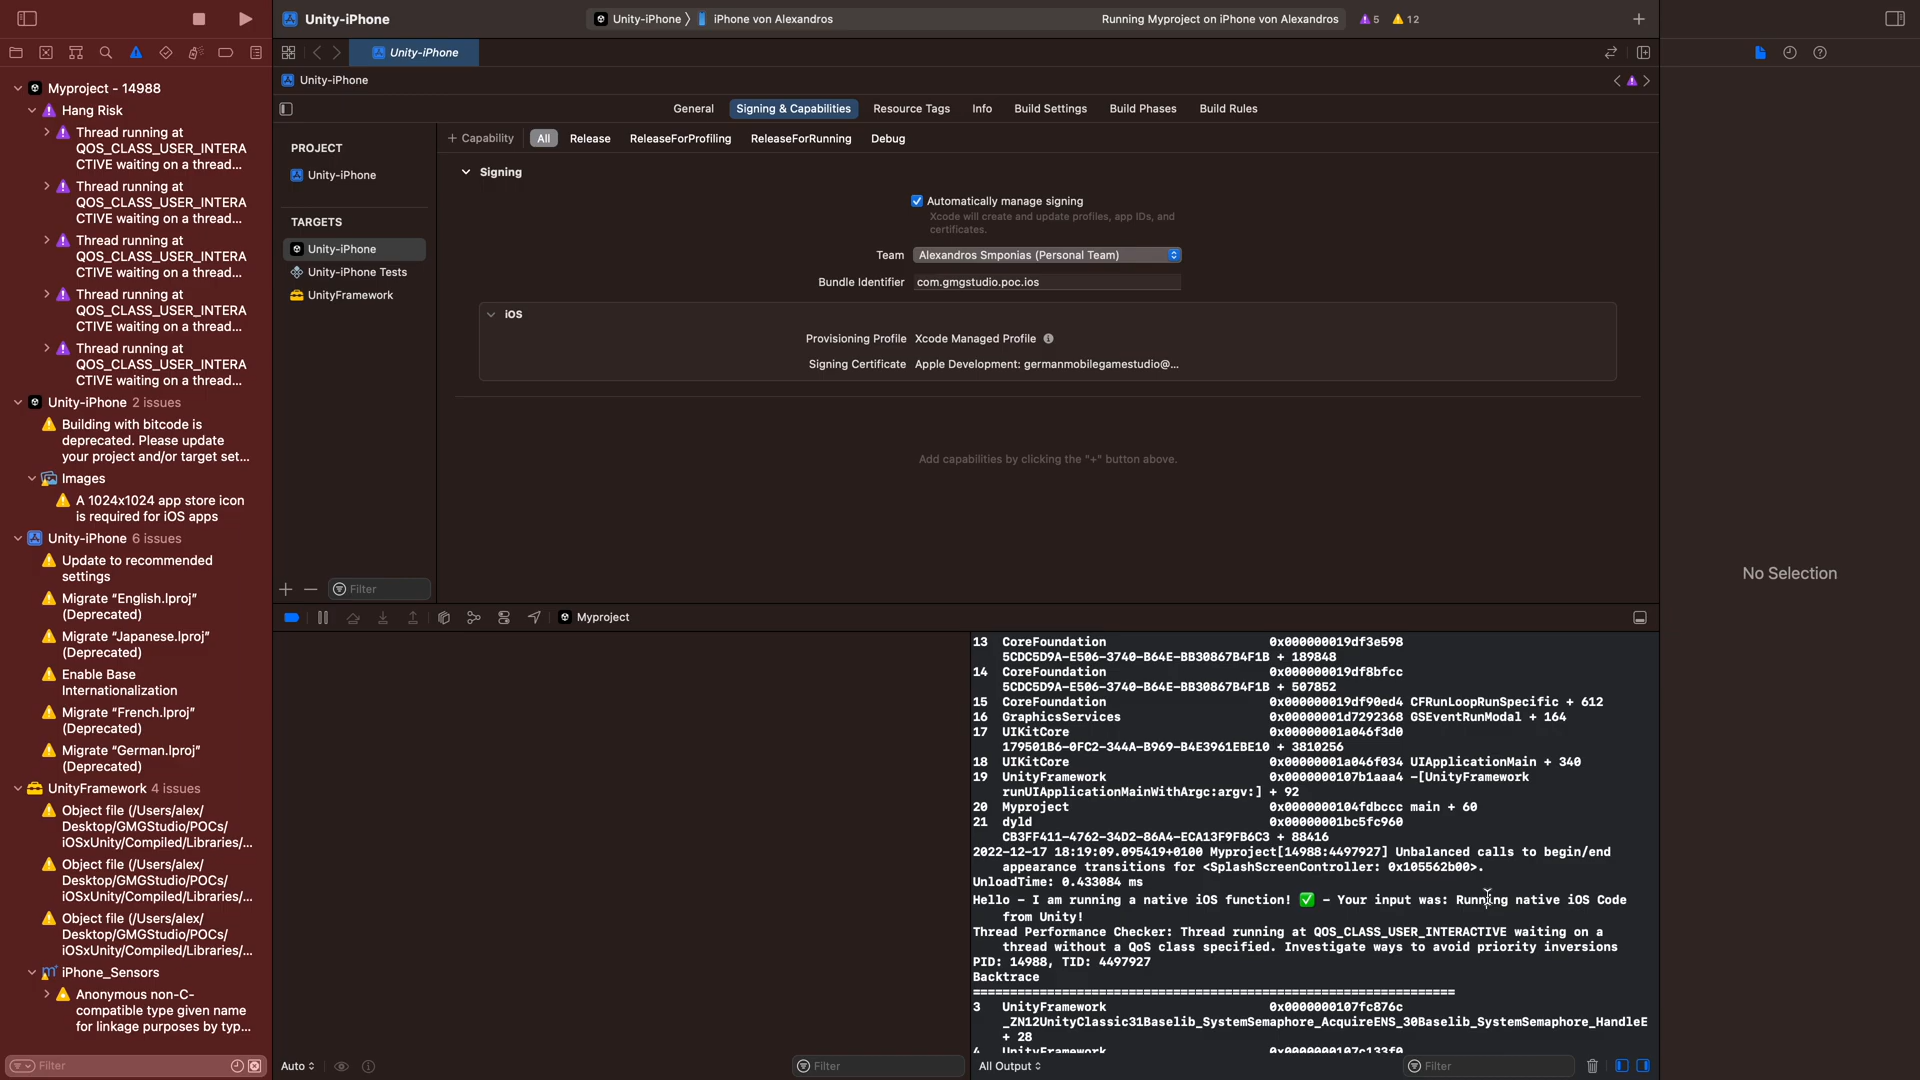 Unity-iPhone
Unity-iPhone
iPhone von Alexandros
Running Myproject on iPhone von Alexandros
5
12
Unity-iPhone
Unity-iPhone
General
Signing & Capabilities
Resource Tags
Info
Build Settings
Build Phases
Build Rules
+ Capability
All
Release
ReleaseForProfiling
ReleaseForRunning
Debug
Myproject - 14988
Hang Risk
Thread running at
QOS_CLASS_USER_INTERA
CTIVE waiting on a thread...
Thread running at
QOS_CLASS_USER_INTERA
CTIVE waiting on a thread...
Thread running at
QOS_CLASS_USER_INTERA
CTIVE waiting on a thread...
Thread running at
QOS_CLASS_USER_INTERA
CTIVE waiting on a thread...
Thread running at
QOS_CLASS_USER_INTERA
CTIVE waiting on a thread...
Unity-iPhone 2 issues
Building with bitcode is
deprecated. Please update
your project and/or target set...
Images
A 1024x1024 app store icon
is required for iOS apps
Unity-iPhone 6 issues
Update to recommended
settings
Migrate “English.lproj”
(Deprecated)
Migrate “Japanese.lproj”
(Deprecated)
Enable Base
Internationalization
Migrate “French.lproj”
(Deprecated)
Migrate “German.lproj”
(Deprecated)
UnityFramework 4 issues
Object file (/Users/alex/
Desktop/GMGStudio/POCs/
iOSxUnity/Compiled/Libraries/...
Object file (/Users/alex/
Desktop/GMGStudio/POCs/
iOSxUnity/Compiled/Libraries/...
Object file (/Users/alex/
Desktop/GMGStudio/POCs/
iOSxUnity/Compiled/Libraries/...
iPhone_Sensors
Anonymous non-C-
compatible type given name
for linkage purposes by typ...
Filter
PROJECT
Unity-iPhone
TARGETS
Unity-iPhone
Unity-iPhone Tests
UnityFramework
Filter
Signing
Automatically manage signing
Xcode will create and update profiles, app IDs, and
certificates.
Team
Alexandros Smponias (Personal Team)
Bundle Identifier
com.gmgstudio.poc.ios
iOS
Provisioning Profile
Xcode Managed Profile
Signing Certificate
Apple Development: germanmobilegamestudio@...
Add capabilities by clicking the "+" button above.
No Selection
Myproject
13 CoreFoundation 0x000000019df3e598
5CDC5D9A-E506-3740-B64E-BB30867B4F1B + 189848
14 CoreFoundation 0x000000019df8bfcc
5CDC5D9A-E506-3740-B64E-BB30867B4F1B + 507852
15 CoreFoundation 0x000000019df90ed4 CFRunLoopRunSpecific + 612
16 GraphicsServices 0x00000001d7292368 GSEventRunModal + 164
17 UIKitCore 0x00000001a046f3d0
179501B6-0FC2-344A-B969-B4E3961EBE10 + 3810256
18 UIKitCore 0x00000001a046f034 UIApplicationMain + 340
19 UnityFramework 0x0000000107b1aaa4 -[UnityFramework
runUIApplicationMainWithArgc:argv:] + 92
20 Myproject 0x0000000104fdbccc main + 60
21 dyld 0x00000001bc5fc960
CB3FF411-4762-34D2-86A4-ECA13F9FB6C3 + 88416
2022-12-17 18:19:09.095419+0100 Myproject[14988:4497927] Unbalanced calls to begin/end
appearance transitions for <SplashScreenController: 0x105562b00>.
UnloadTime: 0.433084 ms
Hello - I am running a native iOS function! ✅ - Your input was: Running native iOS Code
from Unity!
Thread Performance Checker: Thread running at QOS_CLASS_USER_INTERACTIVE waiting on a
thread without a QoS class specified. Investigate ways to avoid priority inversions
PID: 14988, TID: 4497927
Backtrace
=================================================================
3 UnityFramework 0x0000000107fc876c
_ZN12UnityClassic31Baselib_SystemSemaphore_AcquireENS_30Baselib_SystemSemaphore_HandleE
+ 28
4 UnityFramework 0x0000000107c133f0
Auto
Filter
All Output
Filter